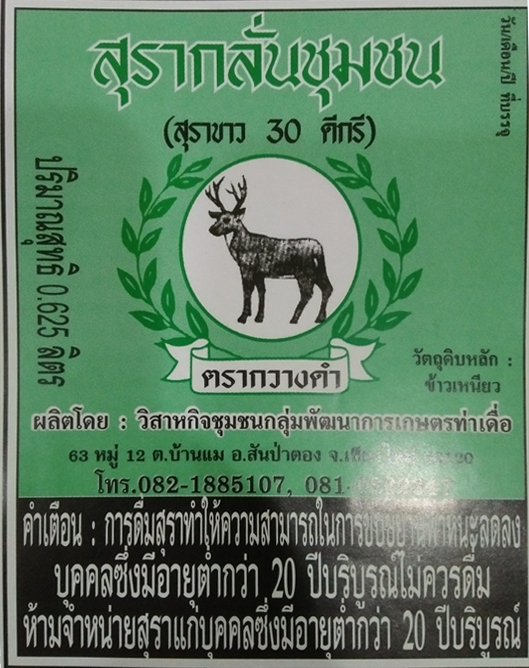 สุรากลั่นชุมชน
(สุราขาว 30 ดีกรี)
วัน/เดือน/ปี ที่บรรจุ
ปริมาณสุทธิ 0.625 ลิตร
ตรากวางดำ
วัตถุดิบหลัก :
ข้าวเหนียว
ผลิตโดย : วิสาหกิจชุมชนกลุ่มพัฒนาการเกษตรท่าเดื่อ
63 หมู่ 12 ต.บ้านแม อ.สันป่าตอง
โทร.082-1885107,
คำเตือน : การดื่มสุราทำให้ความสามารถในการขับขี่ยานพาหนะลดลง
บุคคลซึ่งมีอายุต่ำกว่า 20 ปีบริบูรณ์ไม่ควรดื่ม
ห้ามจำหน่ายสุราแก่บุคคลซึ่งมีอายุต่ำกว่า 20 ปีบริบูรณ์